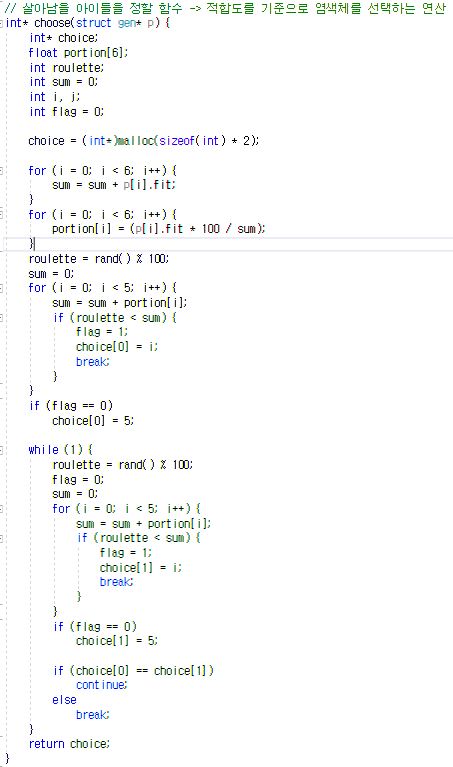 // 살아남을 아이들을 정할 함수 -> 적합도를 기준으로 염색체를 선택하는 연산
int* choose(struct gen* p) {
int* choice;
float portion[6];
int roulette;
int sum = 0;
int i, j;
int flag = 0;
choice = (int*)malloc(sizeof(int) * 2);
for (i = 0; i < 6; i++) {
sum = sum + p[i].fit;
}
for (i = 0; i < 6; i++) {
portion[i] = (p[i].fit * 100 / sum);
}
roulette = rand() % 100;
sum = 0;
for (i = 0; i < 5; i++) {
sum = sum + portion[i];
if (roulette < sum) {
flag = 1;
choice[0] = i;
break;
}
}
if (flag == 0)
choice[0] = 5;
while (1) {
roulette = rand() % 100;
flag = 0;
sum = 0;
for (i = 0; i < 5; i++) {
sum = sum + portion[i];
if (roulette < sum) {
flag = 1;
choice[1] = i;
break;
}
}
if (flag == 0)
choice[1] = 5;
if (choice[0] == choice[1])
continue;
else
break;
}
return choice;
}